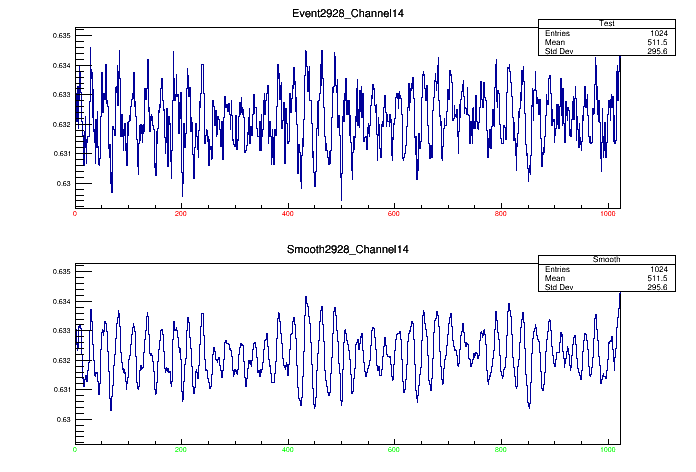 Event2928_Channel14
Test
Entries 1024
Mean 511.5
Std Dev 295.6
0.635
0.634
0.633
0.632
0.631
0.63
0 200 400 600 800 1000
Smooth2928_Channel14
Smooth
Entries 1024
Mean 511.5
Std Dev 295.6
0.635
0.634
0.633
0.632
0.631
0.63
0 200 400 600 800 1000